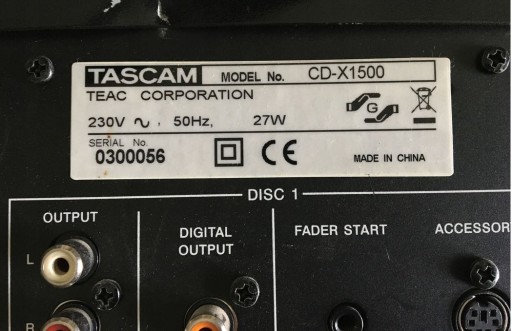 TASCAM MODEL No. CD-X1500
TEAC CORPORATION
230V ∿ . 50Hz, 27W
G
SERIAL No.
0300056
CE
MADE IN CHINA
DISC 1
OUTPUT
DIGITAL
OUTPUT
FADER START
ACCESSOR
L
R